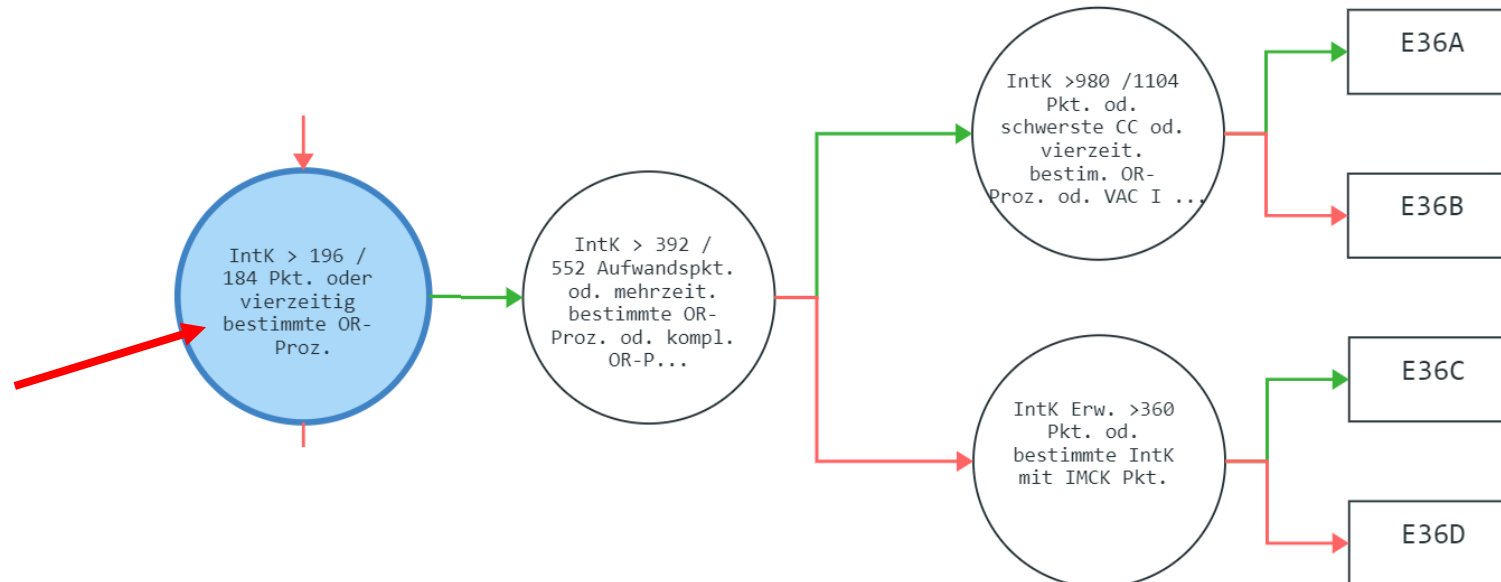 IntK > 196 /
184 Pkt. oder
vierzeitig
bestimmte OR-
Proz.
IntK > 392 /
552 Aufwandspkt.
od. mehrzeit.
bestimmte OR-
Proz. od. kompl.
OR-P...
IntK >980 /1104
Pkt. od.
schwerste CC od.
vierzeit.
bestim. OR-
Proz. od. VAC I ...
IntK Erw. >360
Pkt. od.
bestimmte IntK
mit IMCK Pkt.
E36A
E36B
E36C
E36D